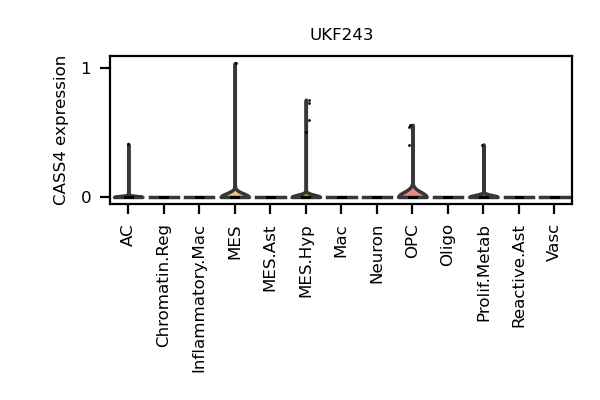 UKF243
CASS4 expression
1
0
AC
Chromatin.Reg
Inflammatory.Mac
MES
MES.Ast
MES.Hyp
Mac
Neuron
OPC
Oligo
Prolif.Metab
Reactive.Ast
Vasc